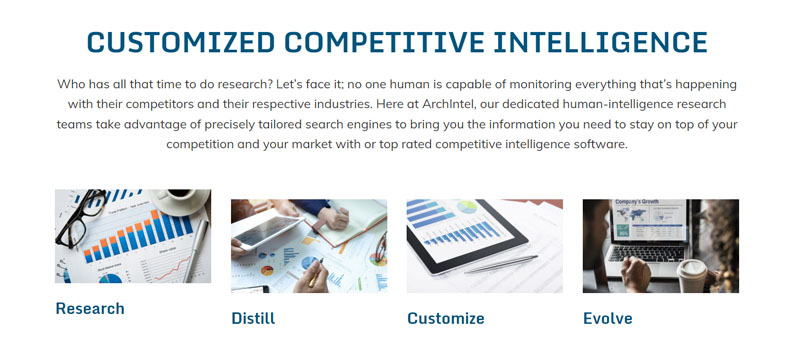 CUSTOMIZED COMPETITIVE INTELLIGENCE
Who has all that time to do research? Let's face it; no one human is capable of monitoring everything that's happening
with their competitors and their respective industries. Here at ArchIntel, our dedicated human-intelligence research
teams take advantage of precisely tailored search engines to bring you the information you need to stay on top of your
competition and your market with or top rated competitive intelligence software.
Company's Growth
Research
Distill
Customize
Evolve